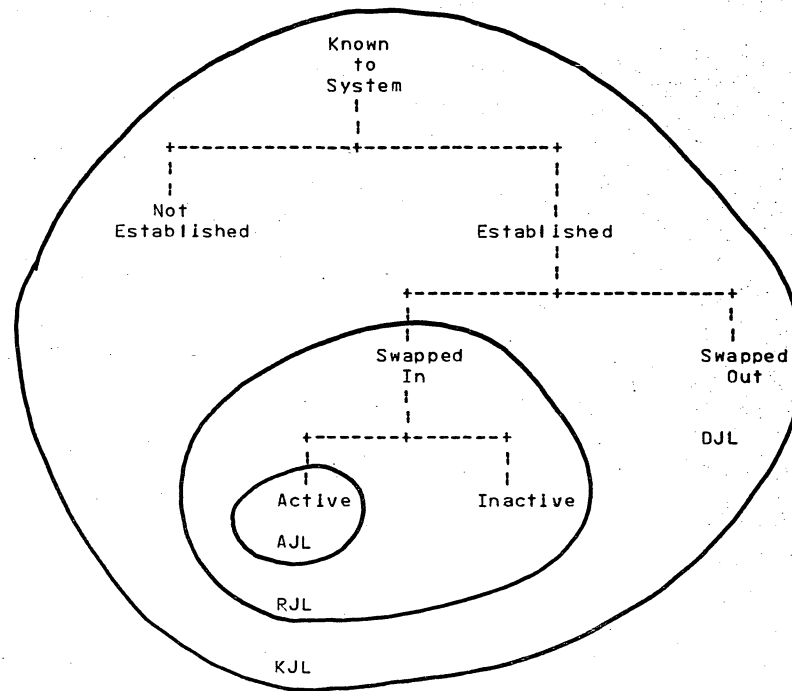 Known
to
System
Not
Established
Established
Swapped
In
Swapped
Out
DJL
Active
Inactive
AJL
RJL
KJL